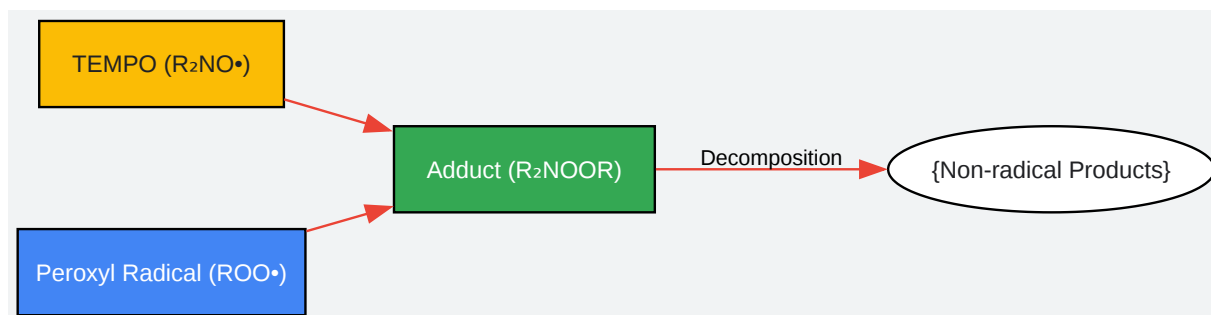 TEMPO (R₂NO•)
Peroxyl Radical (ROO•)
Adduct (R₂NOOR)
Decomposition
{Non-radical Products}